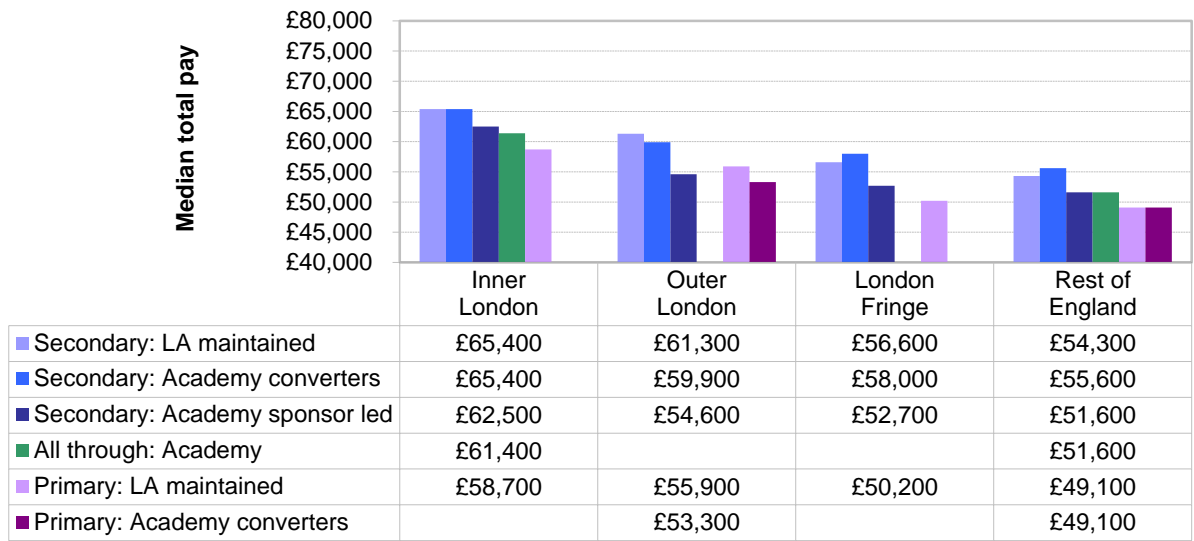 Median total pay
£80,000
£75,000
£70,000
£65,000
£60,000
£55,000
£50,000
£45,000
£40,000
Inner London
Outer London
London Fringe
Rest of England
Secondary: LA maintained £65,400 £61,300 £56,600 £54,300
Secondary: Academy converters £65,400 £59,900 £58,000 £55,600
Secondary: Academy sponsor led £62,500 £54,600 £52,700 £51,600
All through: Academy £61,400 £51,600
Primary: LA maintained £58,700 £55,900 £50,200 £49,100
Primary: Academy converters £53,300 £49,100